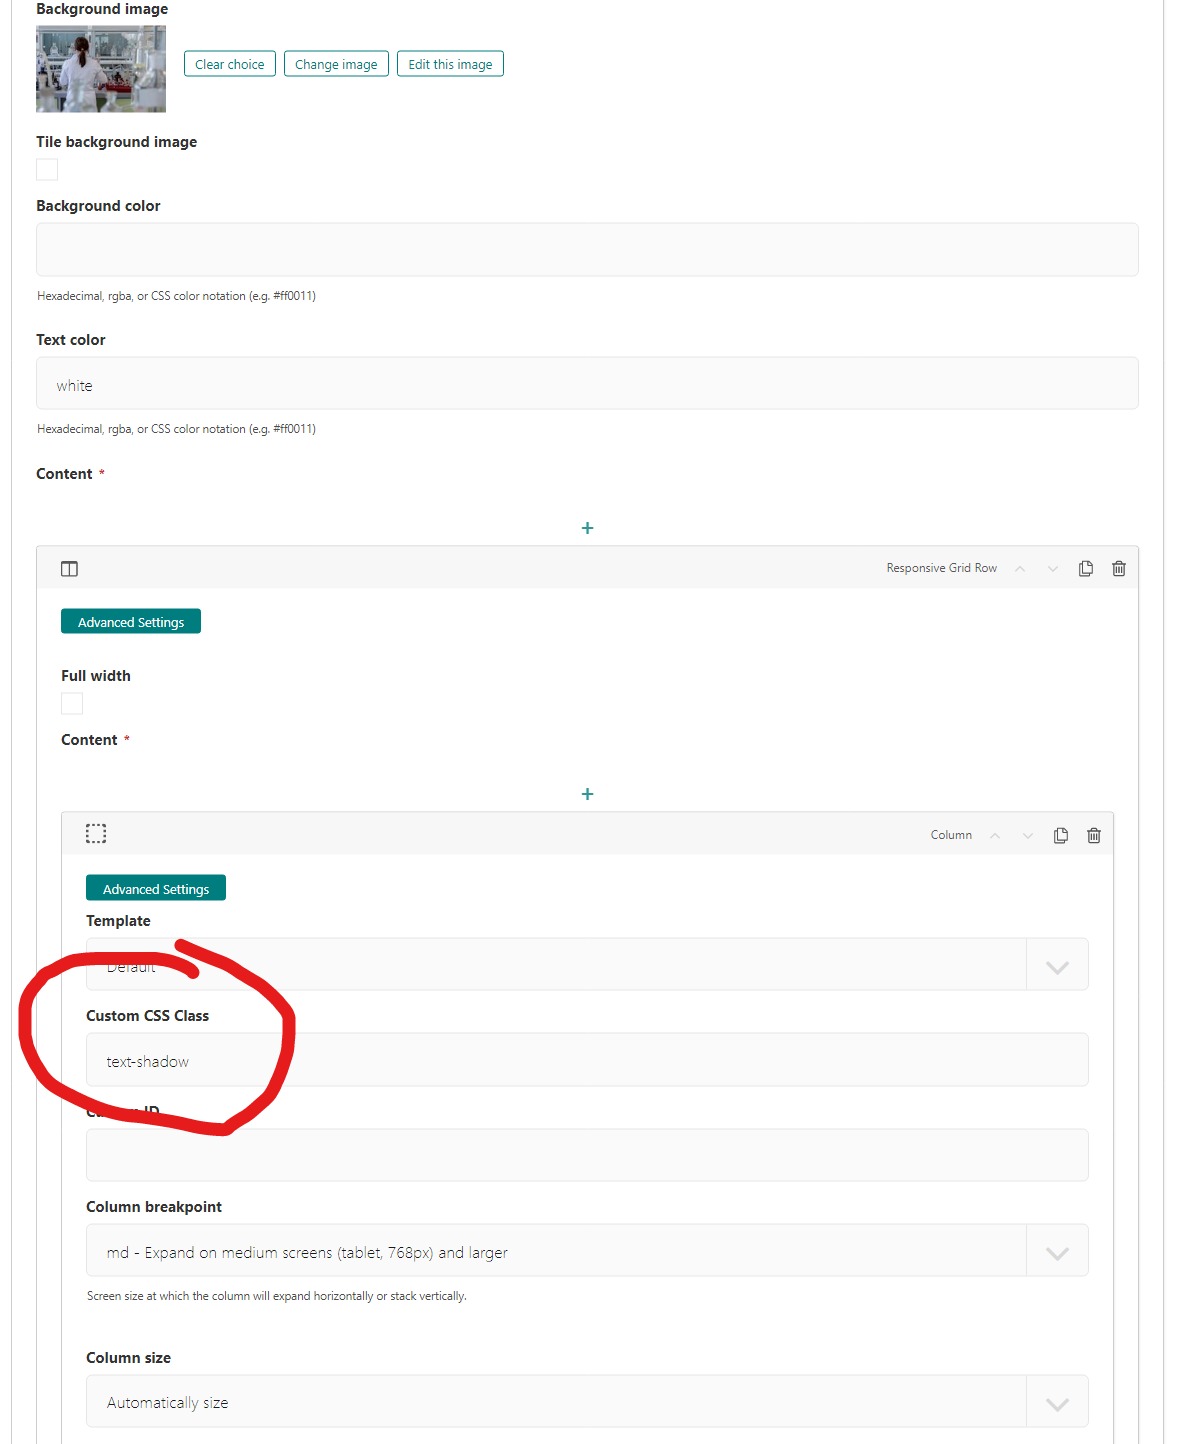 Background image
Clear choice Change image Edit this image
Tile background image
Background color
Hexadecimal, rgba, or CSS color notation (e.g. #ff0011)
Text color
white
Hexadecimal, rgba, or CSS color notation (e.g. #ff0011)
Content *
+
Responsive Grid Row
Advanced Settings
Full width
Content *
+
Column
Advanced Settings
Template
Default
Custom CSS Class
text-shadow
Custom ID
Column breakpoint
md - Expand on medium screens (tablet, 768px) and larger
Screen size at which the column will expand horizontally or stack vertically.
Column size
Automatically size